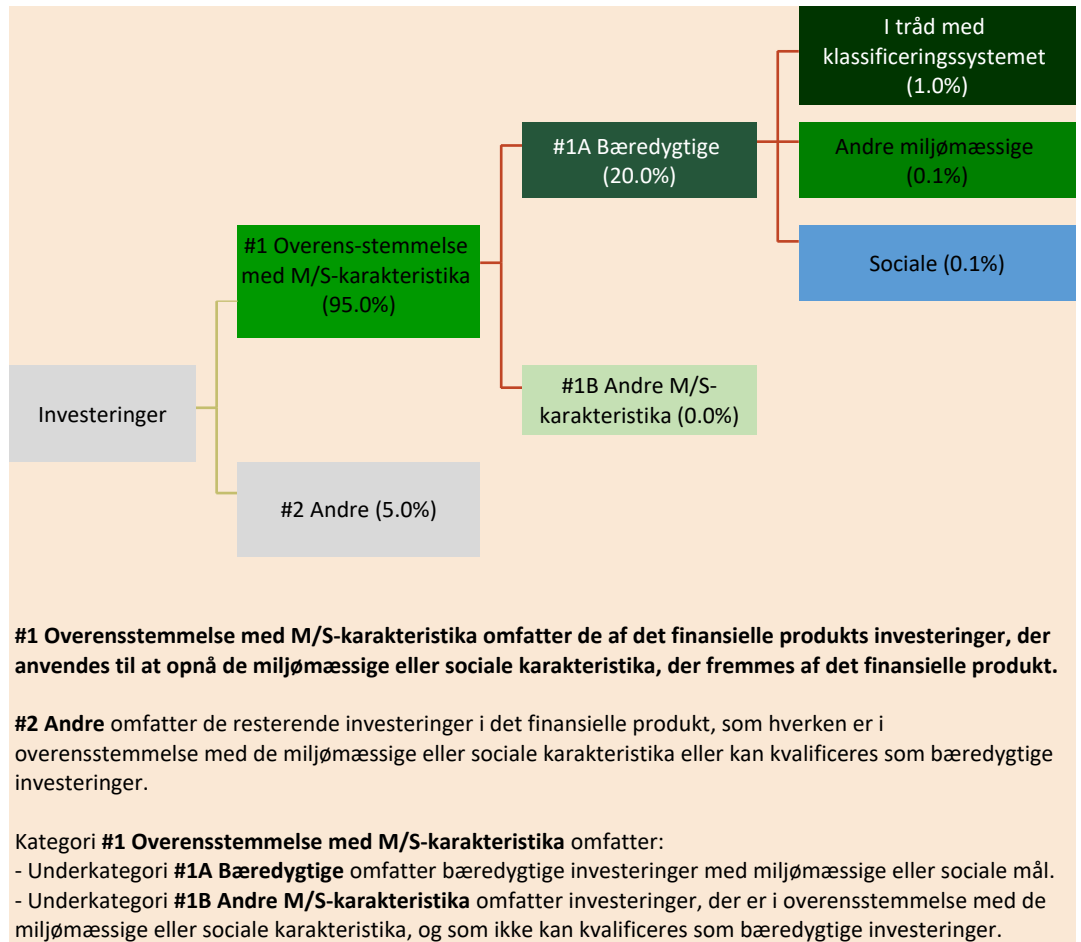 I tråd med
klassificeringssystemet
(1.0%)
#1A Bæredygtige
(20.0%)
Andre miljømæssige
(0.1%)
#1 Overens-stemmelse
med M/S-karakteristika
(95.0%)
Sociale (0.1%)
Investeringer
#1B Andre M/S-
karakteristika (0.0%)
#2 Andre (5.0%)
#1 Overensstemmelse med M/S-karakteristika omfatter de af det finansielle produkts investeringer, der
anvendes til at opnå de miljømæssige eller sociale karakteristika, der fremmes af det finansielle produkt.
#2 Andre omfatter de resterende investeringer i det finansielle produkt, som hverken er i
overensstemmelse med de miljømæssige eller sociale karakteristika eller kan kvalificeres som bæredygtige
investeringer.
Kategori #1 Overensstemmelse med M/S-karakteristika omfatter:
- Underkategori #1A Bæredygtige omfatter bæredygtige investeringer med miljømæssige eller sociale mål.
- Underkategori #1B Andre M/S-karakteristika omfatter investeringer, der er i overensstemmelse med de
miljømæssige eller sociale karakteristika, og som ikke kan kvalificeres som bæredygtige investeringer.